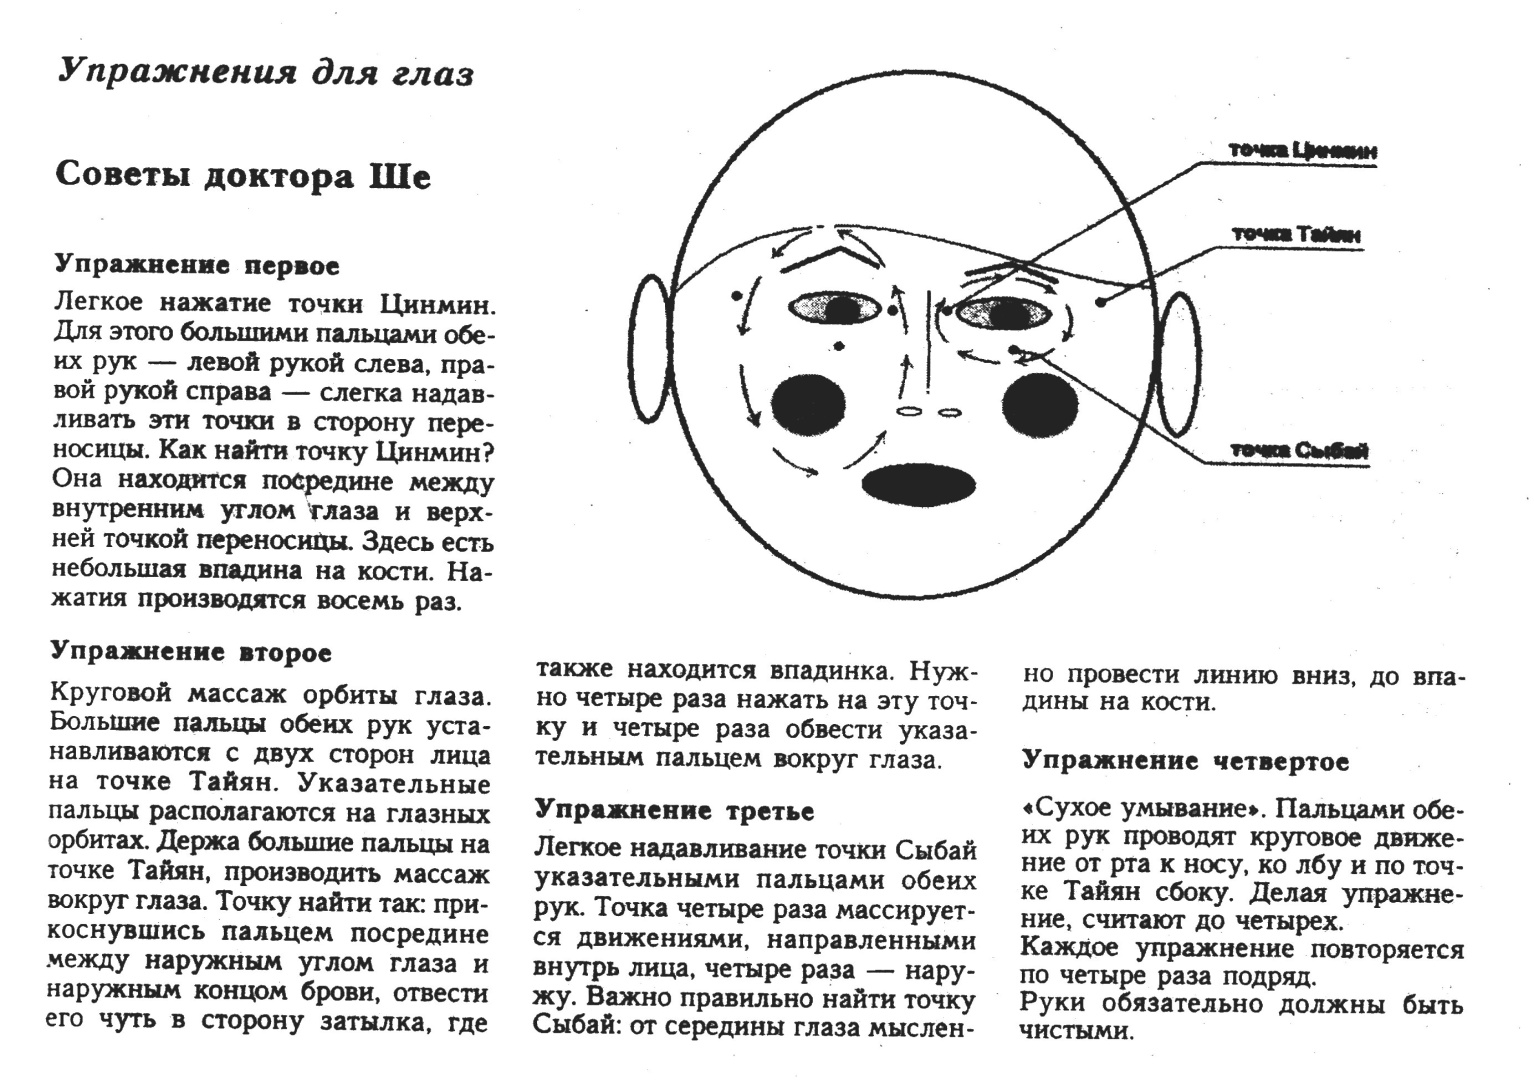 Упражнения для глаз
Советы доктора Ше
Упражнение первое
Легкое нажатие точки Цинмин.
Для этого большими пальцами обе-
их рук — левой рукой слева, пра-
вой рукой справа — слегка надав-
ливать эти точки в сторону пере-
носицы. Как найти точку Цинмин?
Она находится посредине между
внутренним углом глаза и верх-
ней точкой переносицы. Здесь есть
небольшая впадина на кости. На-
жатия производятся восемь раз.
точка Цинмин
точка Тайян
точка Сыбай
Упражнение второе
Круговой массаж орбиты глаза.
Большие пальцы обеих рук уста-
навливаются с двух сторон лица
на точке Тайян. Указательные
пальцы располагаются на глазных
орбитах. Держа большие пальцы на
точке Тайян, производить массаж
вокруг глаза. Точку найти так: при-
коснувшись пальцем посредине
между наружным углом глаза и
наружным концом брови, отвести
его чуть в сторону затылка, где
также находится впадинка. Нуж-
но четыре раза нажать на эту точ-
ку и четыре раза обвести указа-
тельным пальцем вокруг глаза.
Упражнение третье
Легкое надавливание точки Сыбай
указательными пальцами обеих
рук. Точка четыре раза массирует-
ся движениями, направленными
внутрь лица, четыре раза — нару-
жу. Важно правильно найти точку
Сыбай: от середины глаза мыслен-
но провести линию вниз, до впа-
дины на кости.
Упражнение четвертое
«Сухое умывание». Пальцами обе-
их рук проводят круговое движе-
ние от рта к носу, ко лбу и по точ-
ке Тайян сбоку. Делая упражне-
ние, считают до четырех.
Каждое упражнение повторяется
по четыре раза подряд.
Руки обязательно должны быть
чистыми.